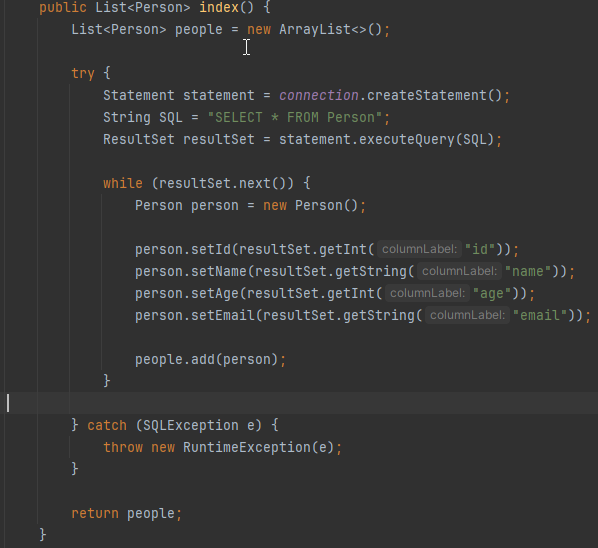 public List<Person> index() {
List<Person> people = new ArrayList<>();
try {
Statement statement = connection.createStatement();
String SQL = "SELECT * FROM Person";
ResultSet resultSet = statement.executeQuery(SQL);
while (resultSet.next()) {
Person person = new Person();
person.setId(resultSet.getInt( columnLabel: "id"));
person.setName(resultSet.getString( columnLabel: "name"));
person.setAge(resultSet.getInt( columnLabel: "age"));
person.setEmail(resultSet.getString( columnLabel: "email"));
people.add(person);
}
} catch (SQLException e) {
throw new RuntimeException(e);
}
return people;
}